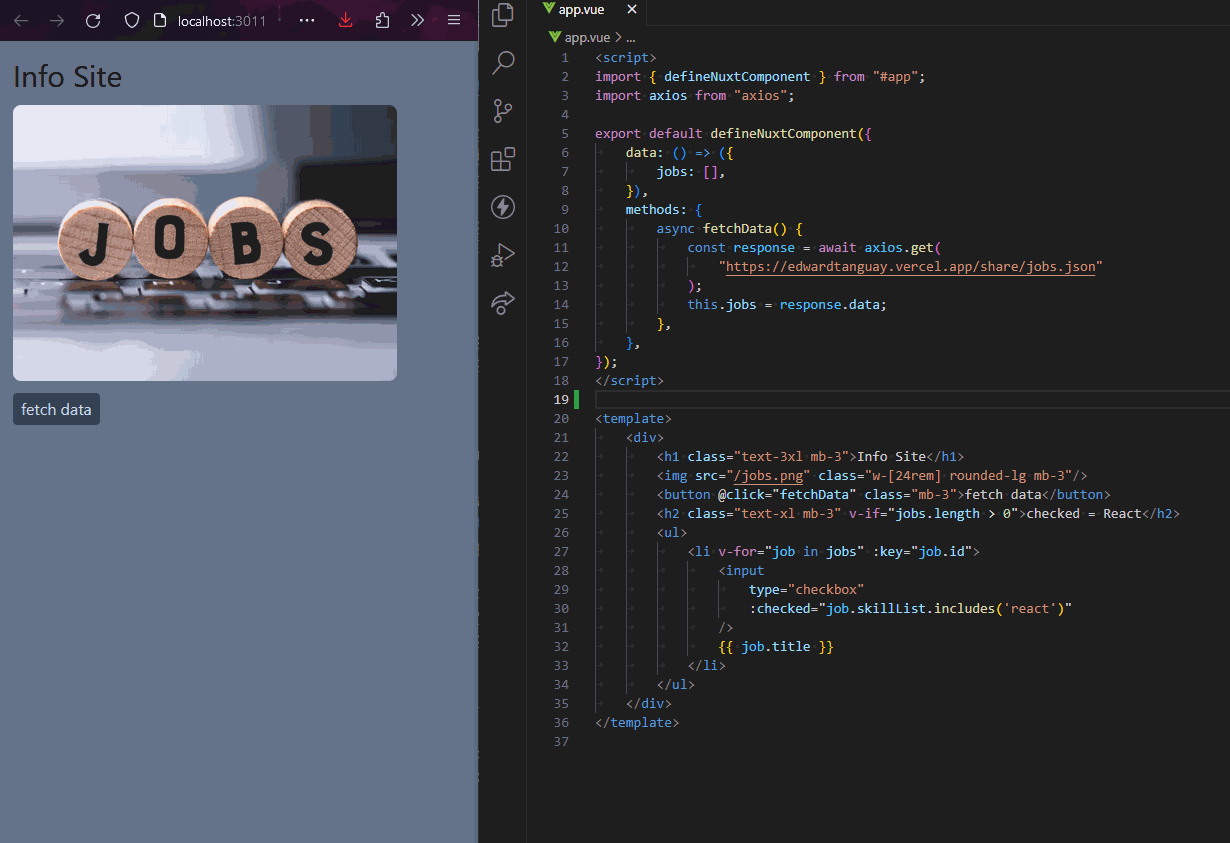 localhost:3011
Info Site
JOBS
fetch data
app.vue
app.vue > ...
1 <script>
2 import { defineNuxtComponent } from "#app";
3 import axios from "axios";
4
5 export default defineNuxtComponent({
6 data: () => ({
7 jobs: [],
8 }),
9 methods: {
10 async fetchData() {
11 const response = await axios.get(
12 "https://edwardtanguay.vercel.app/share/jobs.json"
13 );
14 this.jobs = response.data;
15 },
16 },
17 });
18 </script>
19
20 <template>
21 <div>
22 <h1 class="text-3xl mb-3">Info Site</h1>
23 <img src="/jobs.png" class="w-[24rem] rounded-lg mb-3"/>
24 <button @click="fetchData" class="mb-3">fetch data</button>
25 <h2 class="text-xl mb-3" v-if="jobs.length > 0">checked = React</h2>
26 <ul>
27 <li v-for="job in jobs" :key="job.id">
28 <input
29 type="checkbox"
30 :checked="job.skillList.includes('react')"
31 />
32 {{ job.title }}
33 </li>
34 </ul>
35 </div>
36 </template>
37